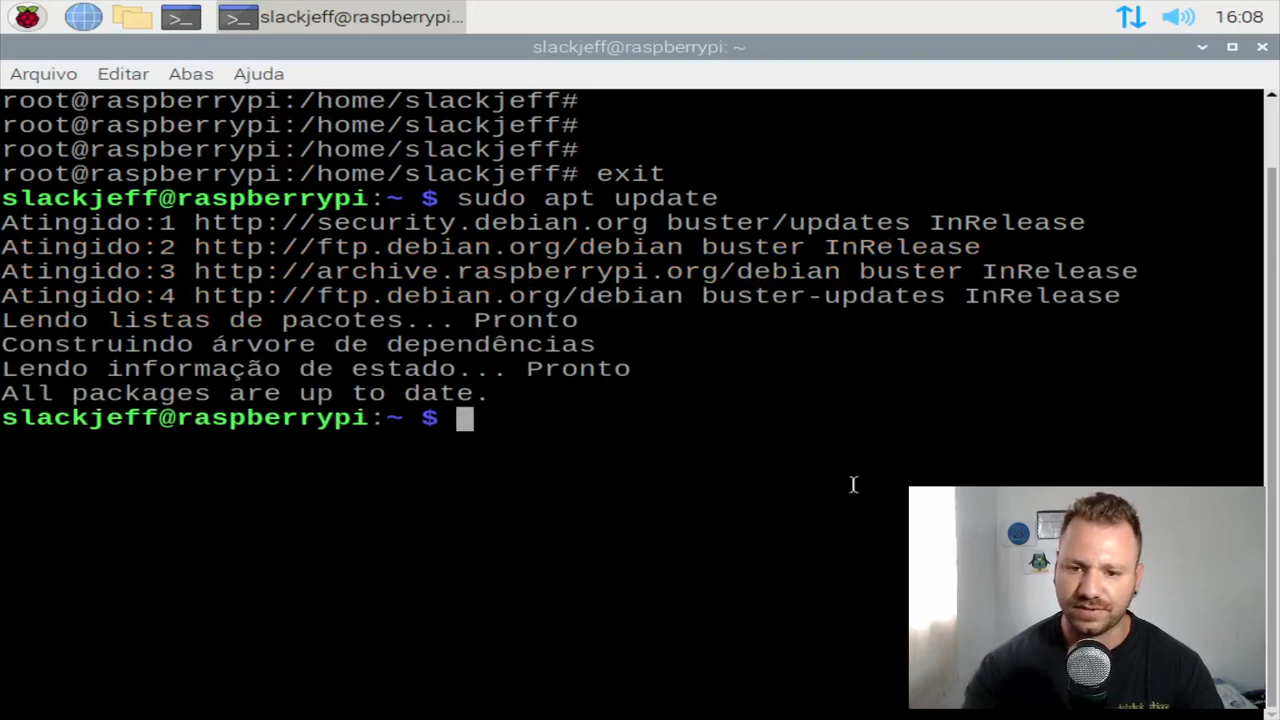 slackjeff@raspberrypi...
16:08
slackjeff@raspberrypi: ~
Arquivo Editar Abas Ajuda
root@raspberrypi:/home/slackjeff#
root@raspberrypi:/home/slackjeff#
root@raspberrypi:/home/slackjeff#
root@raspberrypi:/home/slackjeff# exit
slackjeff@raspberrypi:~ $ sudo apt update
Atingido:1 http://security.debian.org buster/updates InRelease
Atingido:2 http://ftp.debian.org/debian buster InRelease
Atingido:3 http://archive.raspberrypi.org/debian buster InRelease
Atingido:4 http://ftp.debian.org/debian buster-updates InRelease
Lendo listas de pacotes... Pronto
Construindo árvore de dependências
Lendo informação de estado... Pronto
All packages are up to date.
slackjeff@raspberrypi:~ $